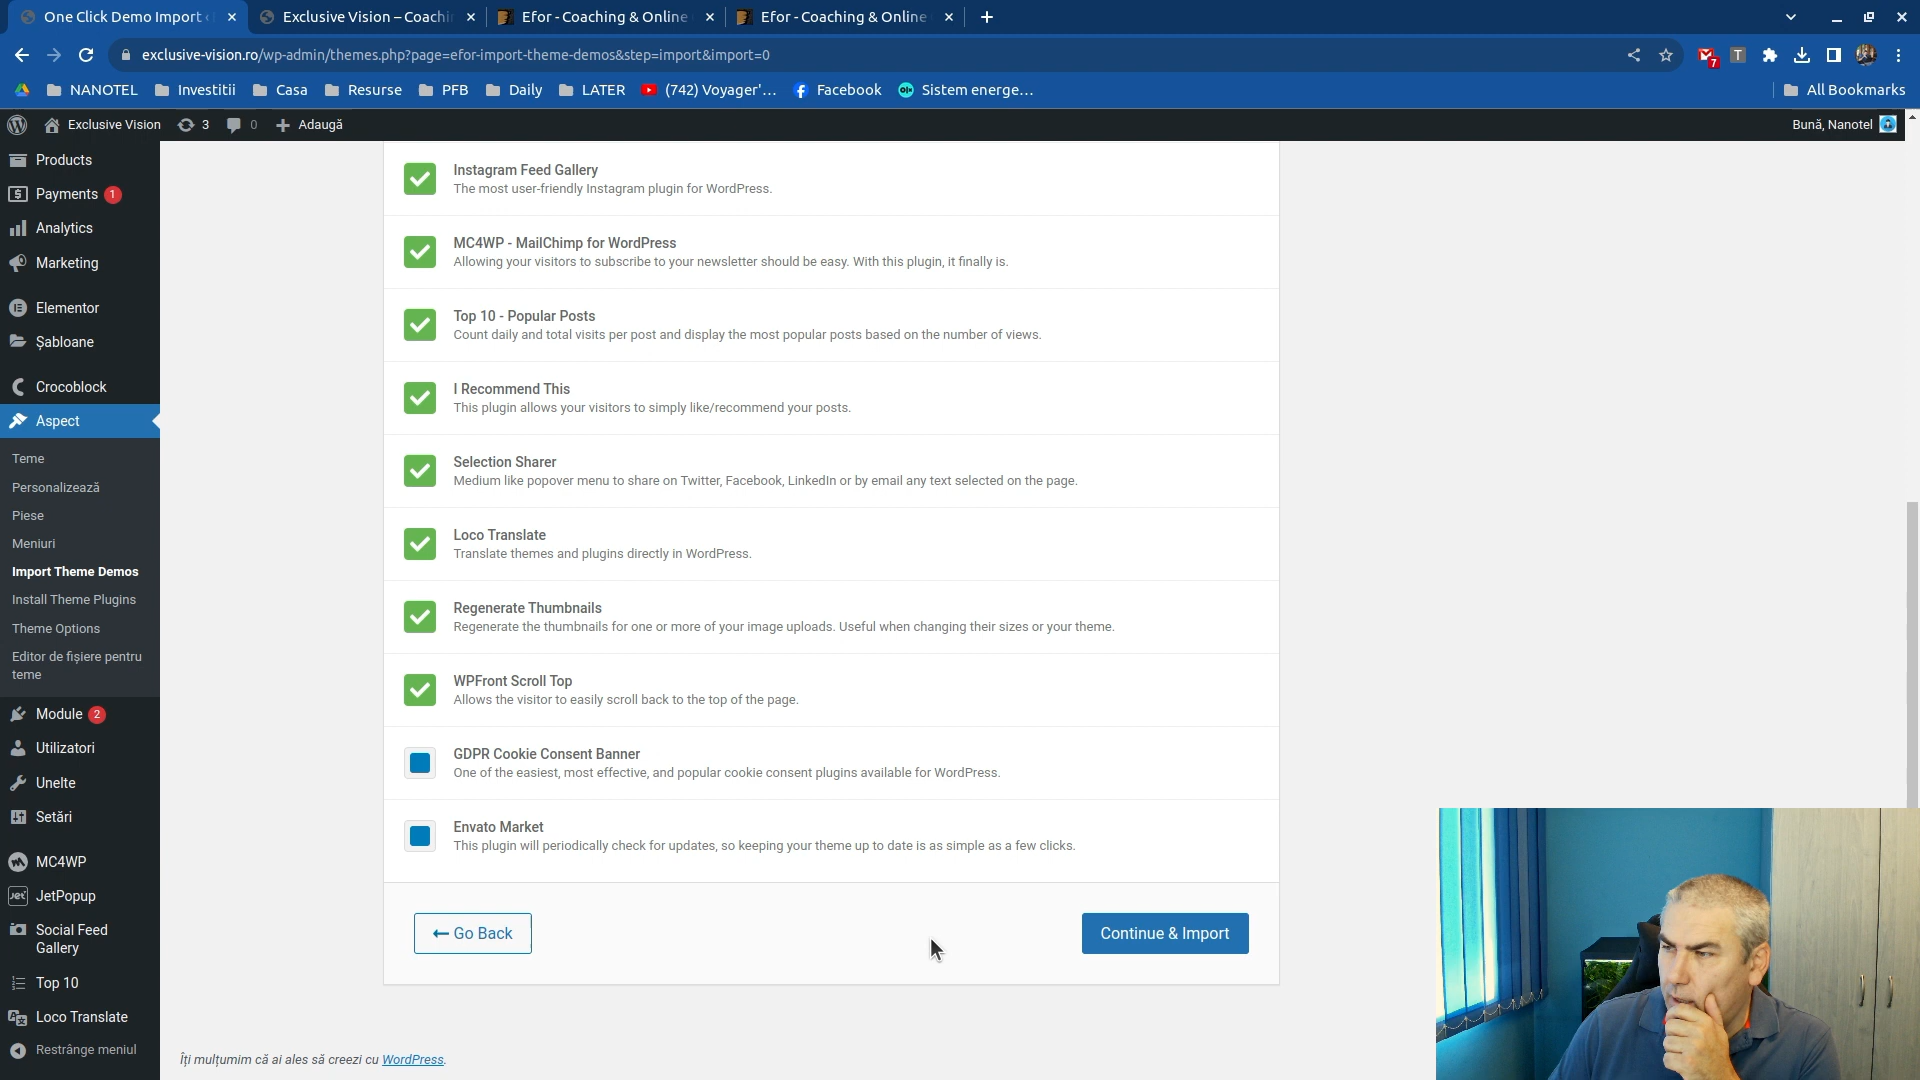 One Click Demo Import
Exclusive Vision – Coachi
Efor - Coaching & Online
Efor - Coaching & Online
exclusive-vision.ro/wp-admin/themes.php?page=efor-import-theme-demos&step=import&import=0
7
T
NANOTEL
Investitii
Casa
Resurse
PFB
Daily
LATER
(742) Voyager'...
Facebook
olx
Sistem energe...
All Bookmarks
Exclusive Vision
3
0
Adaugă
Bună, Nanotel
Products
Payments 1
Analytics
Marketing
Elementor
Șabloane
Crocoblock
Aspect
Teme
Personalizează
Piese
Meniuri
Import Theme Demos
Install Theme Plugins
Theme Options
Editor de fișiere pentru
teme
Module 2
Utilizatori
Unelte
Setări
MC4WP
Jet
JetPopup
Social Feed
Gallery
Top 10
Loco Translate
Restrânge meniul
Instagram Feed Gallery
The most user-friendly Instagram plugin for WordPress.
MC4WP - MailChimp for WordPress
Allowing your visitors to subscribe to your newsletter should be easy. With this plugin, it finally is.
Top 10 - Popular Posts
Count daily and total visits per post and display the most popular posts based on the number of views.
I Recommend This
This plugin allows your visitors to simply like/recommend your posts.
Selection Sharer
Medium like popover menu to share on Twitter, Facebook, LinkedIn or by email any text selected on the page.
Loco Translate
Translate themes and plugins directly in WordPress.
Regenerate Thumbnails
Regenerate the thumbnails for one or more of your image uploads. Useful when changing their sizes or your theme.
WPFront Scroll Top
Allows the visitor to easily scroll back to the top of the page.
GDPR Cookie Consent Banner
One of the easiest, most effective, and popular cookie consent plugins available for WordPress.
Envato Market
This plugin will periodically check for updates, so keeping your theme up to date is as simple as a few clicks.
Go Back
Continue & Import
Îți mulțumim că ai ales să creezi cu WordPress.